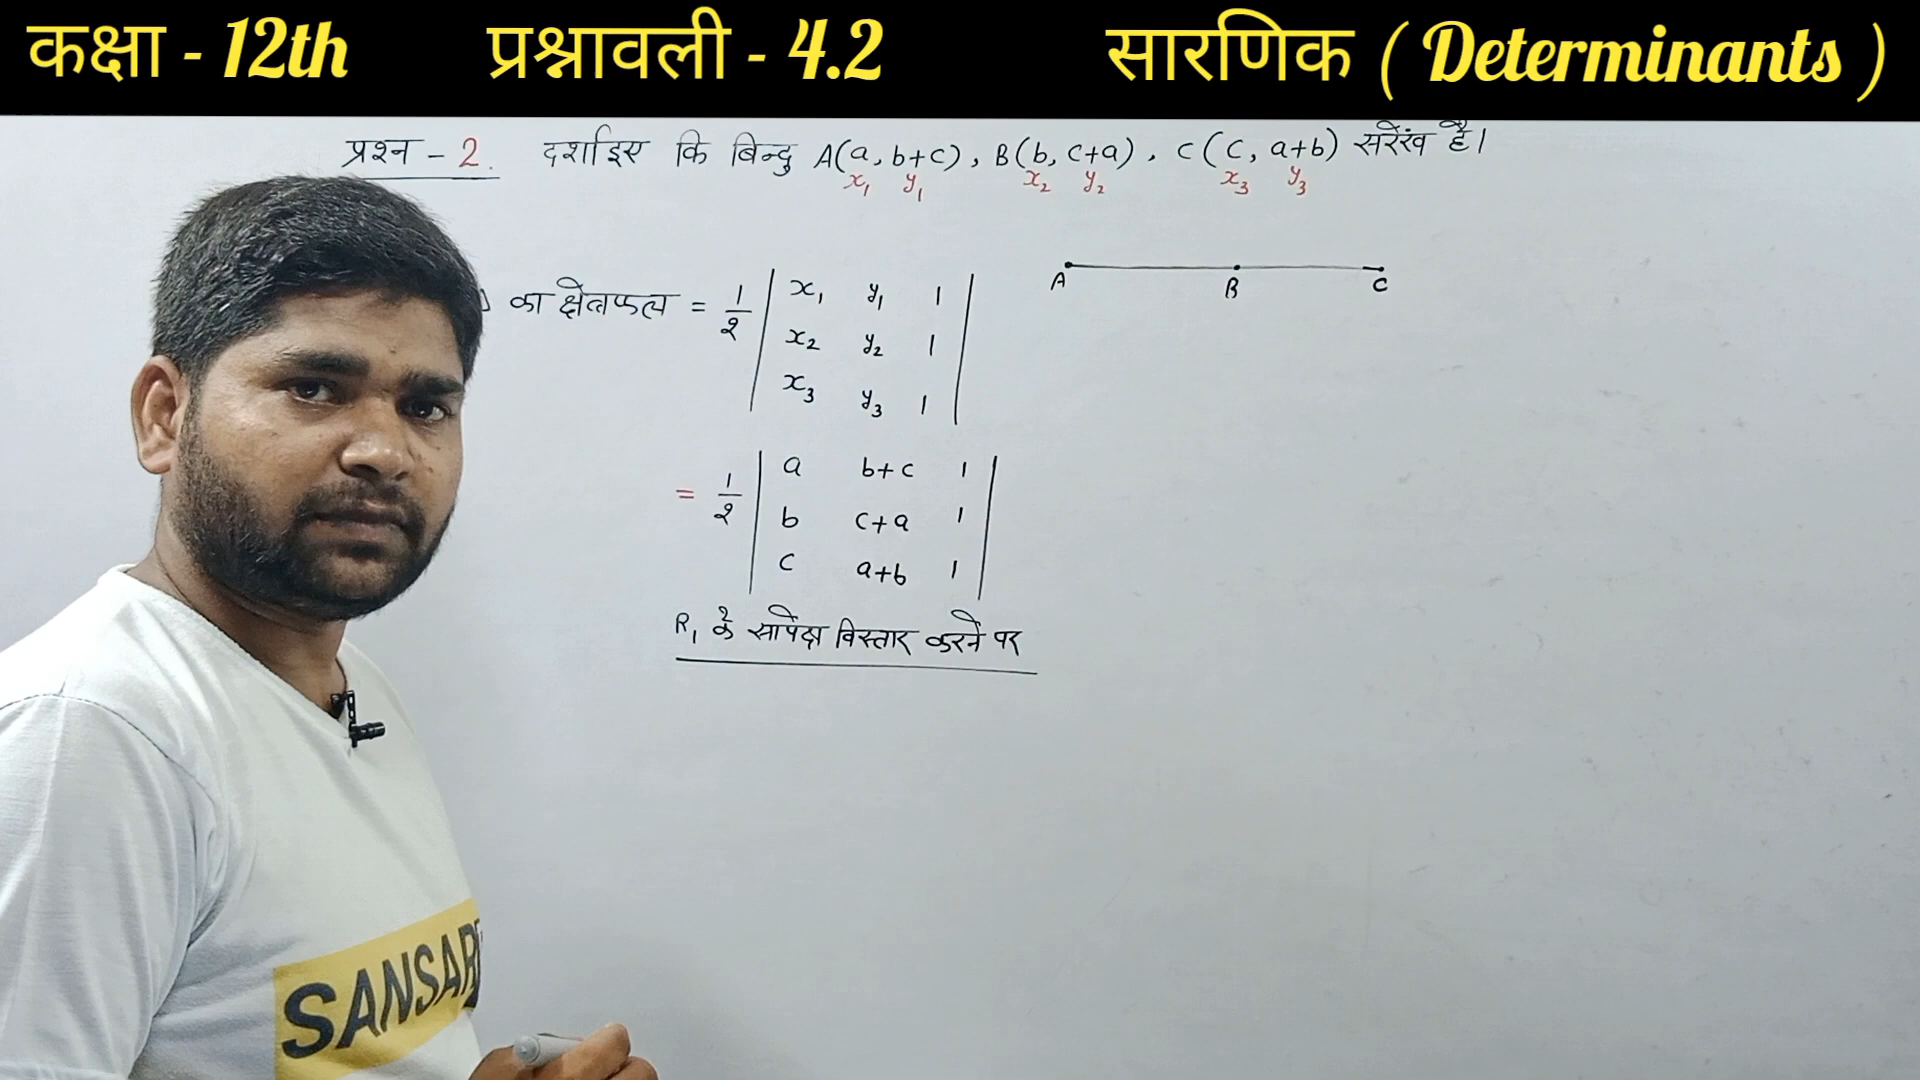 कक्षा - 12th प्रश्नावली - 4.2 सारणिक ( Determinants )
प्रश्न - 2. दर्शाइए कि बिन्दु A(a, b+c), B(b, c+a), C(c, a+b) सरेख है।
x₁ y₁ x₂ y₂ x₃ y₃
A B C
Δ का क्षेत्रफल = 1/2 | x₁ y₁ 1 |
| x₂ y₂ 1 |
| x₃ y₃ 1 |
= 1/2 | a b+c 1 |
| b c+a 1 |
| c a+b 1 |
R₁ के सापेक्ष विस्तार करने पर